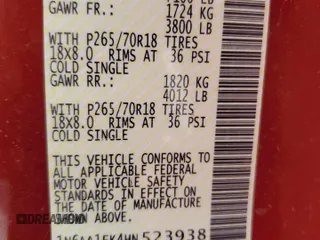 GAWR FR.: 1724 KG
3800 LB
WITH P265/70R18 TIRES
18X8.0 RIMS AT 36 PSI
COLD SINGLE
GAWR RR.: 1820 KG
4012 LB
WITH P265/70R18 TIRES
18X8.0 RIMS AT 36 PSI
COLD SINGLE
THIS VEHICLE CONFORMS TO
ALL APPLICABLE FEDERAL
MOTOR VEHICLE SAFETY
STANDARDS IN EFFECT ON
THE DATE OF MANUFACTURE
SHOWN ABOVE.
523938